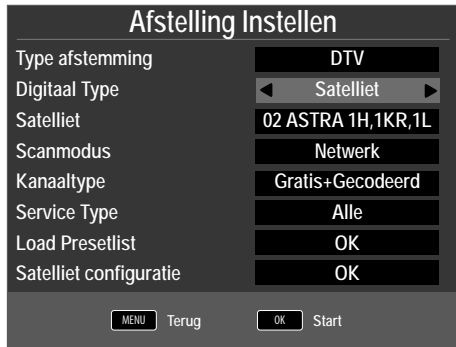 Afstelling Instellen
Type afstemming DTV
Digitaal Type Satelliet
Satelliet 02 ASTRA 1H,1KR,1L
Scanmodus Netwerk
Kanaaltype Gratis+Gecodeerd
Service Type Alle
Load Presetlist OK
Satelliet configuratie OK
MENU Terug OK Start